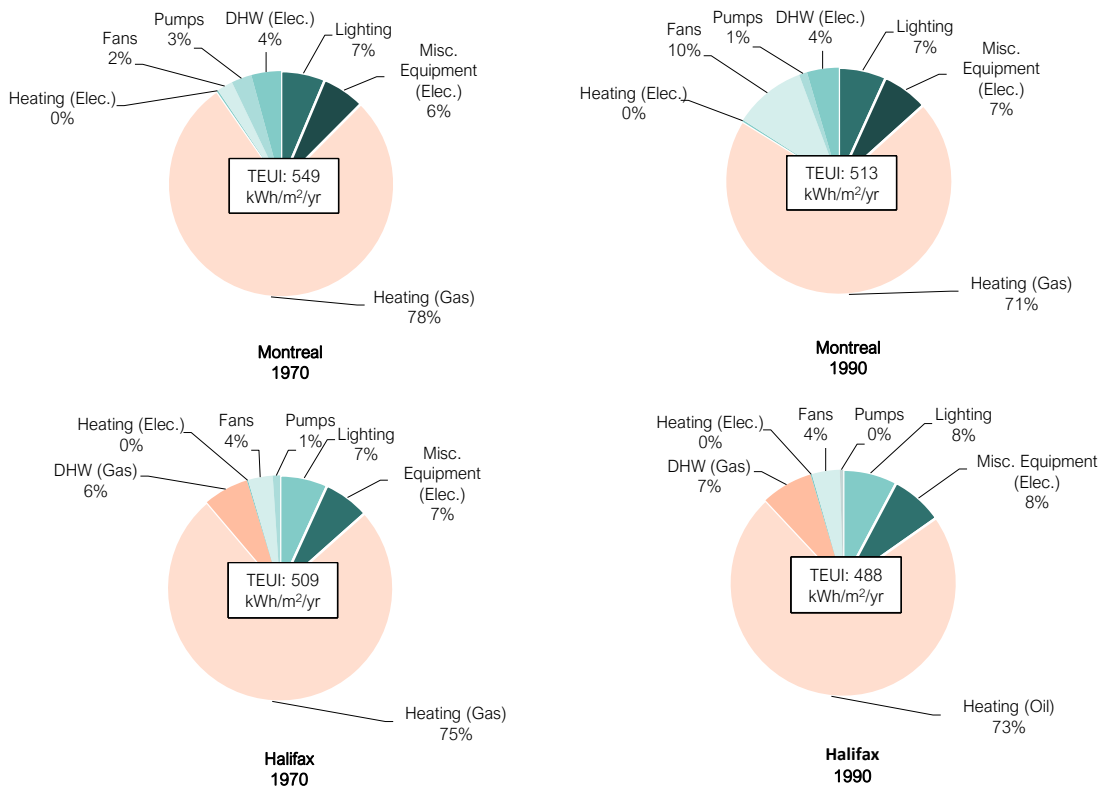 Pumps
3%
DHW (Elec.)
4%
Lighting
7%
Fans
2%
Misc.
Equipment
(Elec.)
6%
Heating (Elec.)
0%
TEUI: 549
kWh/m²/yr
Heating (Gas)
78%
Montreal
1970
Pumps
1%
DHW (Elec.)
4%
Lighting
7%
Fans
10%
Misc.
Equipment
(Elec.)
7%
Heating (Elec.)
0%
TEUI: 513
kWh/m²/yr
Heating (Gas)
71%
Montreal
1990
Heating (Elec.)
0%
Fans
4%
Pumps
1%
Lighting
7%
DHW (Gas)
6%
Misc.
Equipment
(Elec.)
7%
TEUI: 509
kWh/m²/yr
Heating (Gas)
75%
Halifax
1970
Heating (Elec.)
0%
Fans
4%
Pumps
0%
Lighting
8%
DHW (Gas)
7%
Misc. Equipment
(Elec.)
8%
TEUI: 488
kWh/m²/yr
Heating (Oil)
73%
Halifax
1990